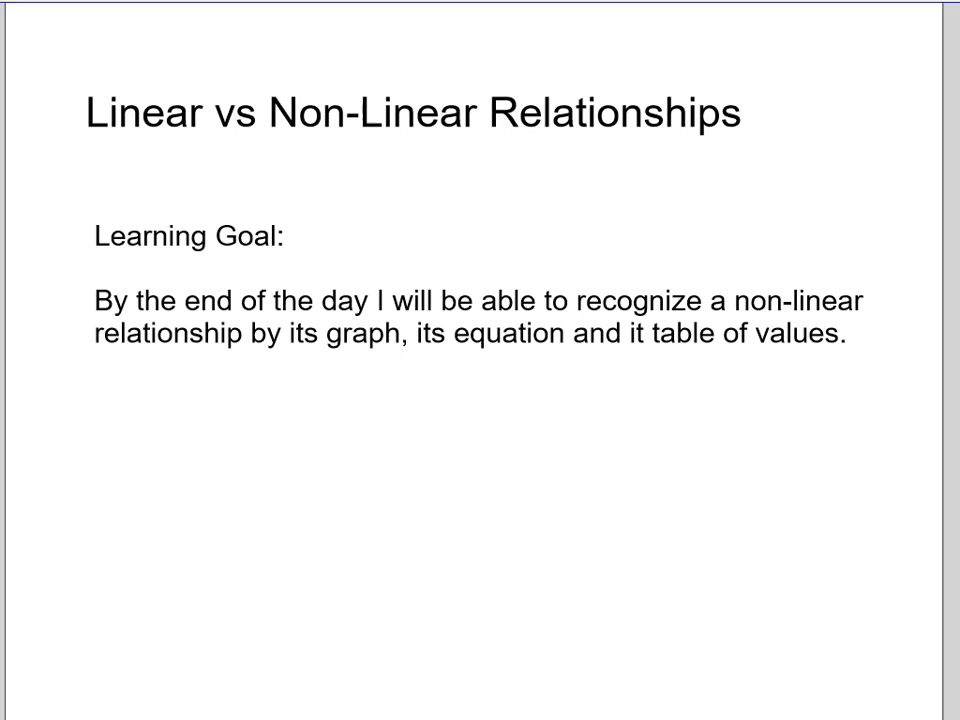 Linear vs Non-Linear Relationships
Learning Goal:
By the end of the day I will be able to recognize a non-linear
relationship by its graph, its equation and it table of values.